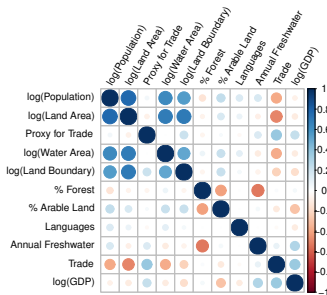 log(Population)
log(Land Area)
Proxy for Trade
log(Water Area)
log(Land Boundary)
% Forest
% Arable Land
Languages
Annual Freshwater
Trade
log(GDP)
log(Population)
log(Land Area)
Proxy for Trade
log(Water Area)
log(Land Boundary)
% Forest
% Arable Land
Languages
Annual Freshwater
Trade
log(GDP)
1
0.8
0.6
0.4
0.2
0
-0.2
-0.4
-0.6
-0.8
-1